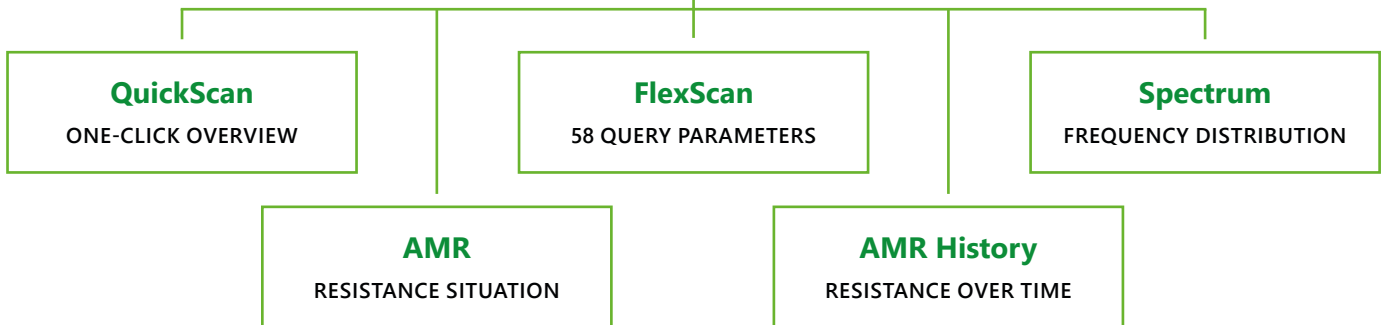 QuickScan
ONE-CLICK OVERVIEW
FlexScan
58 QUERY PARAMETERS
Spectrum
FREQUENCY DISTRIBUTION
AMR
RESISTANCE SITUATION
AMR History
RESISTANCE OVER TIME